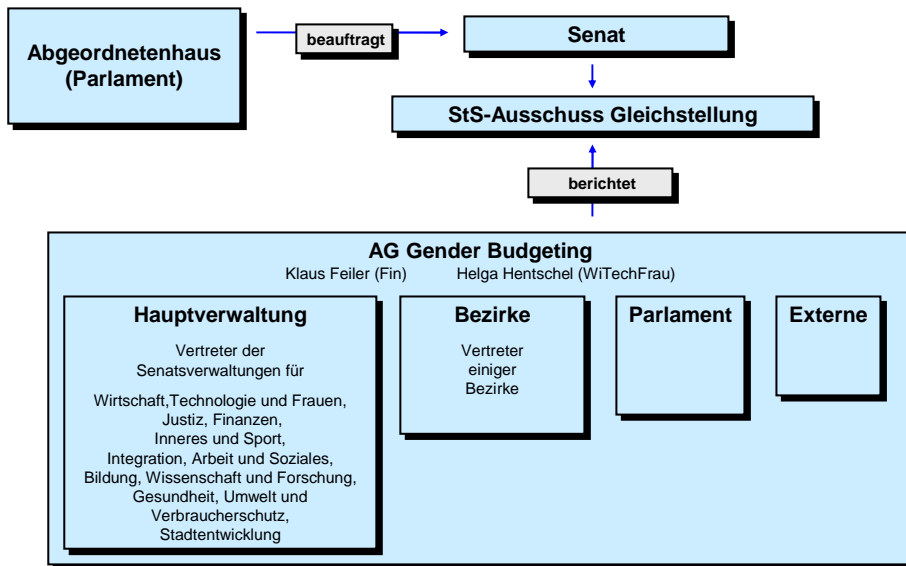 Abgeordnetenhaus
(Parlament)
beauftragt
Senat
StS-Ausschuss Gleichstellung
berichtet
AG Gender Budgeting
Klaus Feiler (Fin) Helga Hentschel (WiTechFrau)
Hauptverwaltung
Vertreter der
Senatsverwaltungen für
Wirtschaft,Technologie und Frauen,
Justiz, Finanzen,
Inneres und Sport,
Integration, Arbeit und Soziales,
Bildung, Wissenschaft und Forschung,
Gesundheit, Umwelt und
Verbraucherschutz,
Stadtentwicklung
Bezirke
Vertreter
einiger
Bezirke
Parlament
Externe